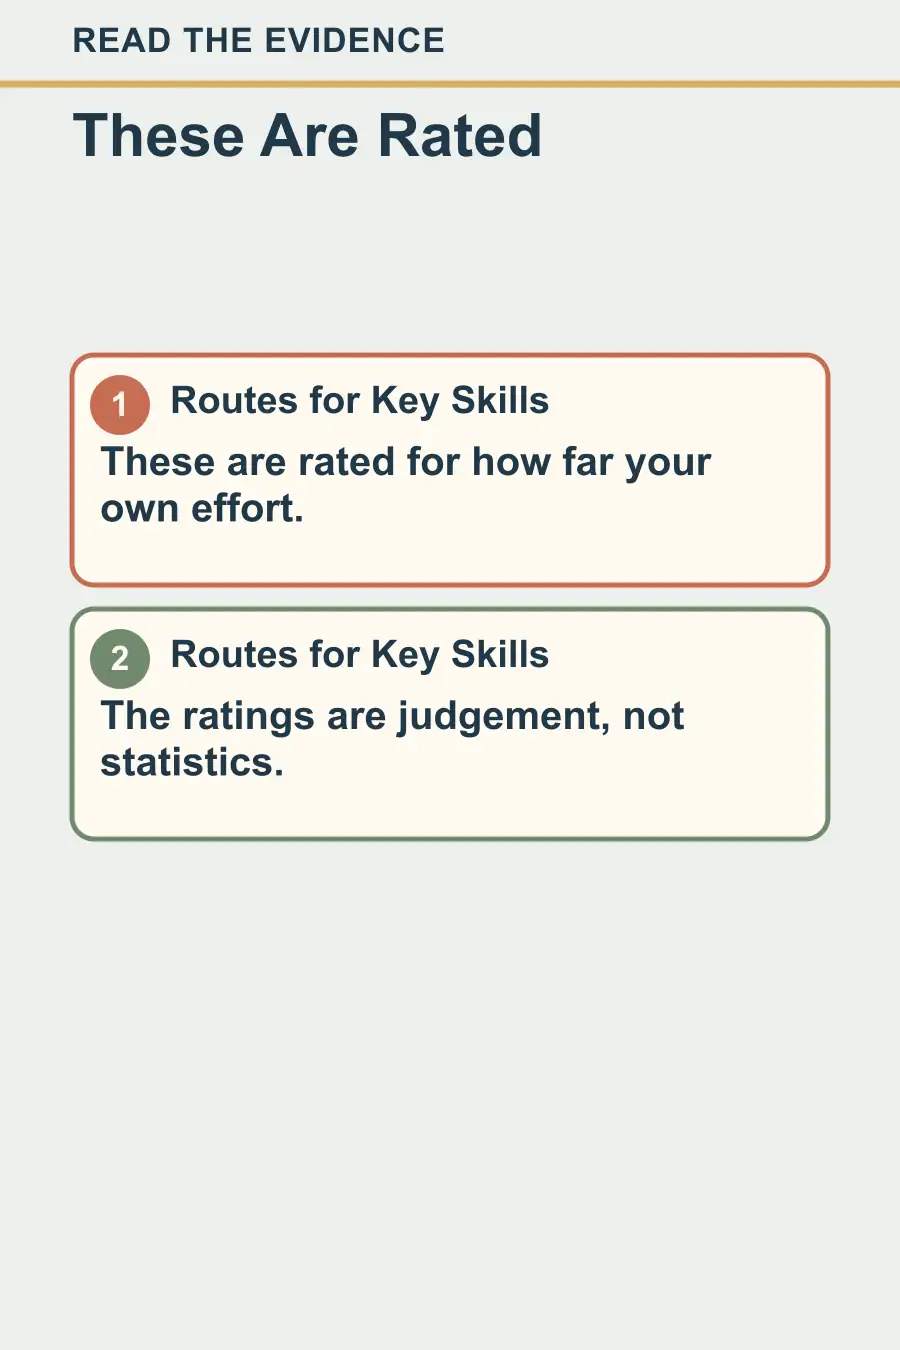 READ THE EVIDENCE
These Are Rated
1
Routes for Key Skills
These are rated for how far your
own effort.
2
Routes for Key Skills
The ratings are judgement, not
statistics.